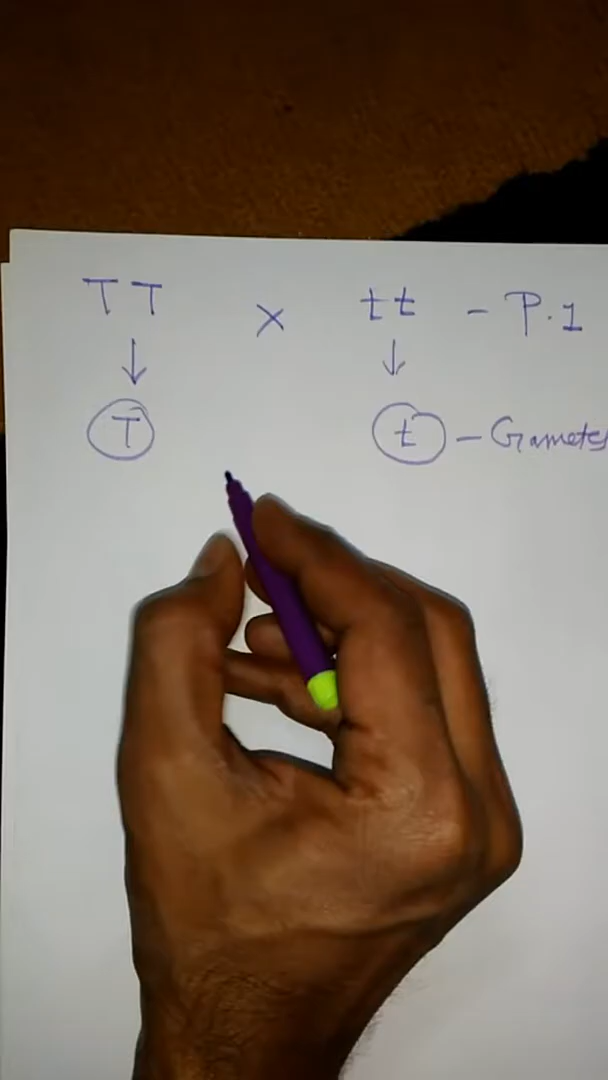 TT × tt - P.1
↓ ↓
T t - Gametes